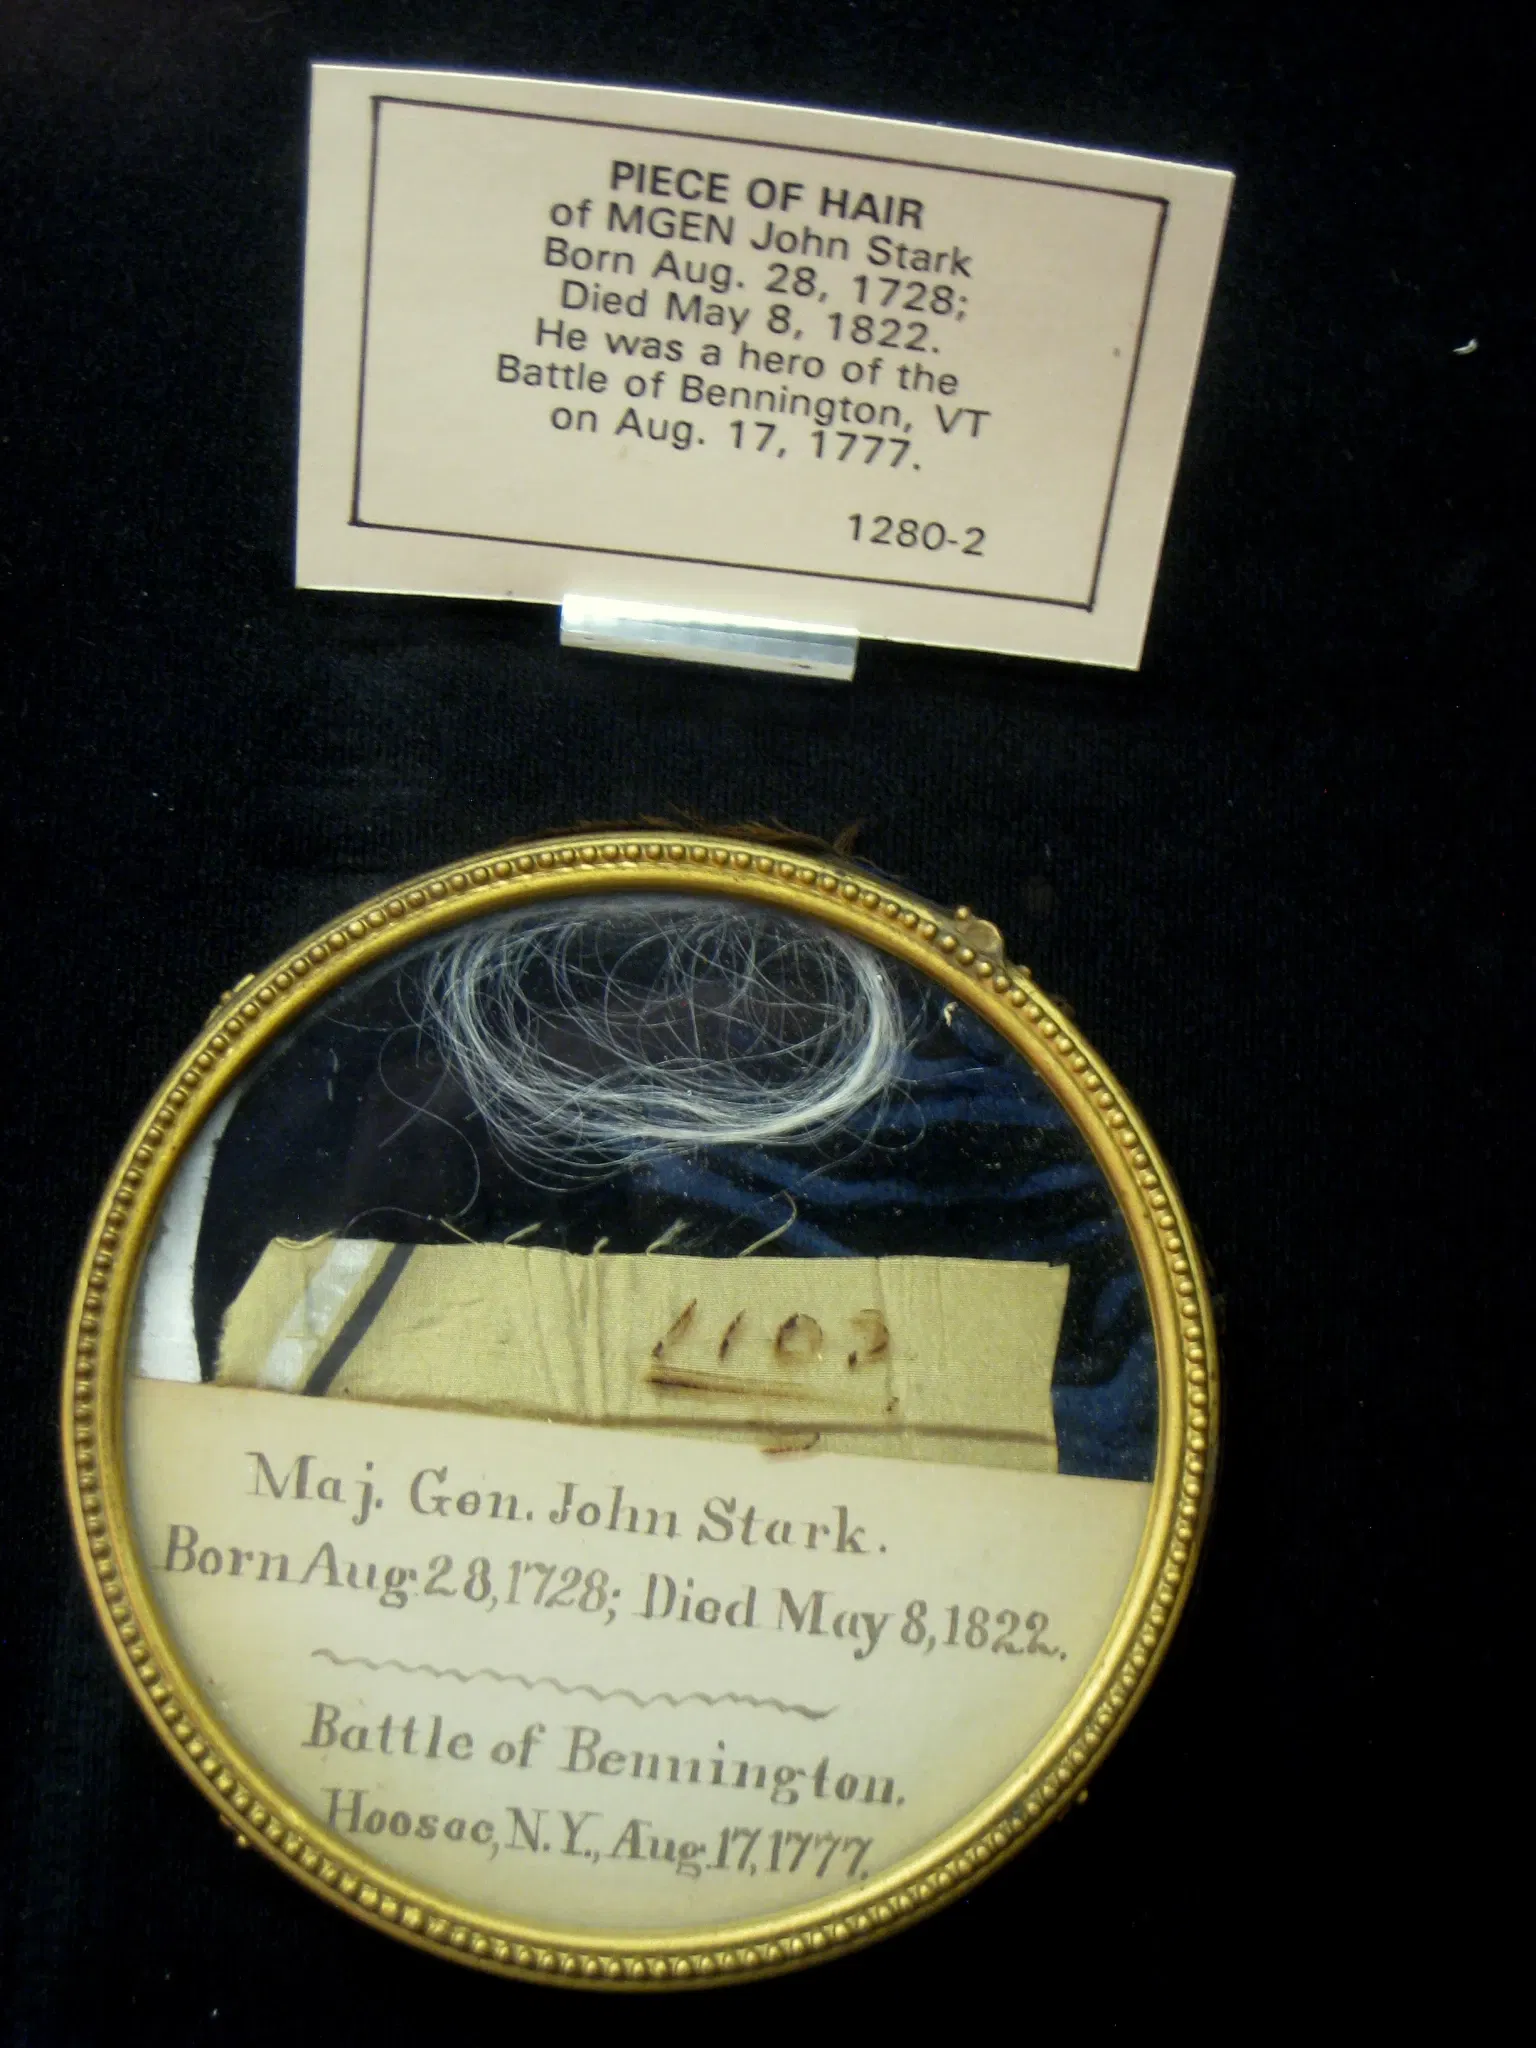 PIECE OF HAIR
of MGEN John Stark
Born Aug. 28, 1728;
Died May 8, 1822.
He was a hero of the
Battle of Bennington, VT
on Aug. 17, 1777.
1280-2
1103
Maj. Gen. John Stark.
Born Aug. 28, 1728; Died May 8, 1822.
Battle of Bennington.
Hoosac, N.Y., Aug. 17, 1777.